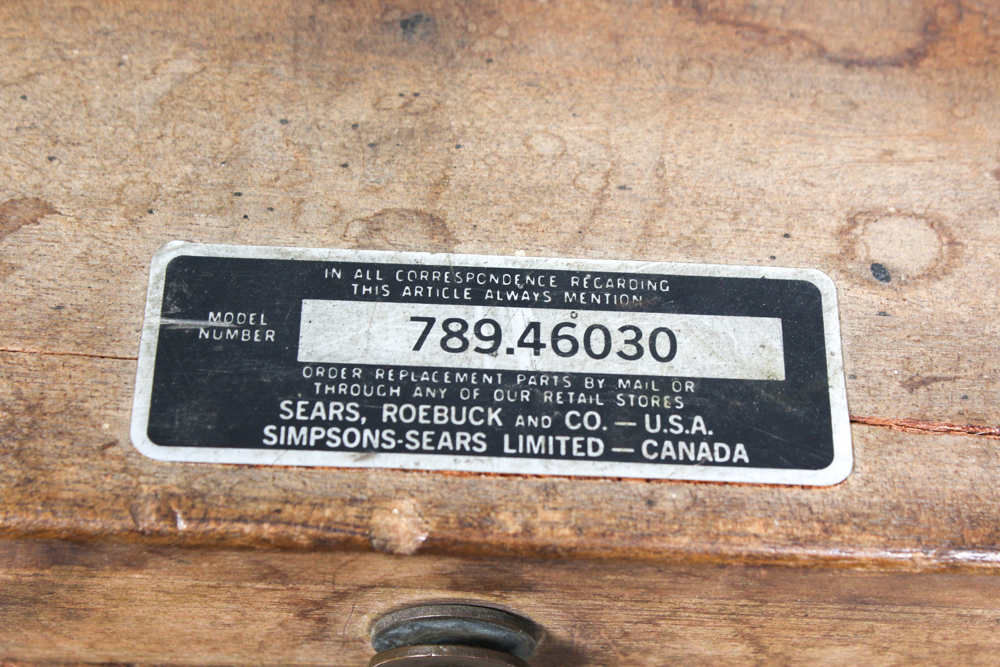 IN ALL CORRESPONDENCE REGARDING
THIS ARTICLE ALWAYS MENTION
MODEL
NUMBER
789.46030
ORDER REPLACEMENT PARTS BY MAIL OR
THROUGH ANY OF OUR RETAIL STORES
SEARS, ROEBUCK AND CO. — U.S.A.
SIMPSONS-SEARS LIMITED — CANADA